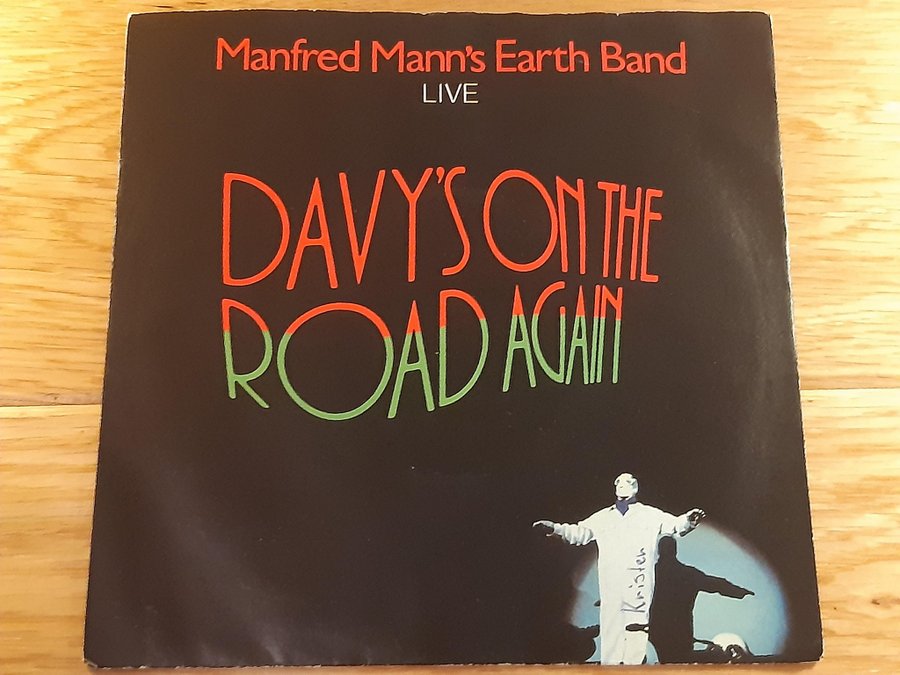 Manfred Mann's Earth Band
LIVE
DAVY'S ON THE
ROAD AGAIN
Kristen